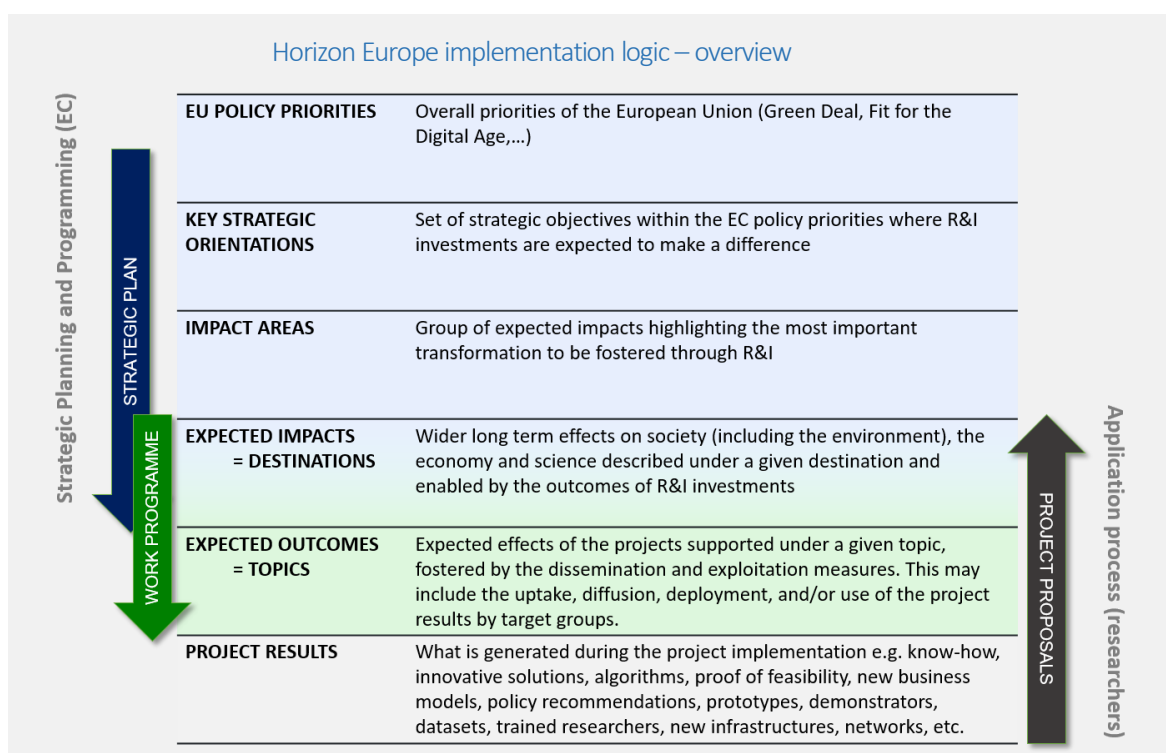 Horizon Europe implementation logic – overview
Strategic Planning and Programming (EC)
STRATEGIC PLAN
WORK PROGRAMME
EU POLICY PRIORITIES
Overall priorities of the European Union (Green Deal, Fit for the
Digital Age,...)
KEY STRATEGIC
ORIENTATIONS
Set of strategic objectives within the EC policy priorities where R&I
investments are expected to make a difference
IMPACT AREAS
Group of expected impacts highlighting the most important
transformation to be fostered through R&I
EXPECTED IMPACTS
= DESTINATIONS
Wider long term effects on society (including the environment), the
economy and science described under a given destination and
enabled by the outcomes of R&I investments
EXPECTED OUTCOMES
= TOPICS
Expected effects of the projects supported under a given topic,
fostered by the dissemination and exploitation measures. This may
include the uptake, diffusion, deployment, and/or use of the project
results by target groups.
PROJECT RESULTS
What is generated during the project implementation e.g. know-how,
innovative solutions, algorithms, proof of feasibility, new business
models, policy recommendations, prototypes, demonstrators,
datasets, trained researchers, new infrastructures, networks, etc.
PROJECT PROPOSALS
Application process (researchers)